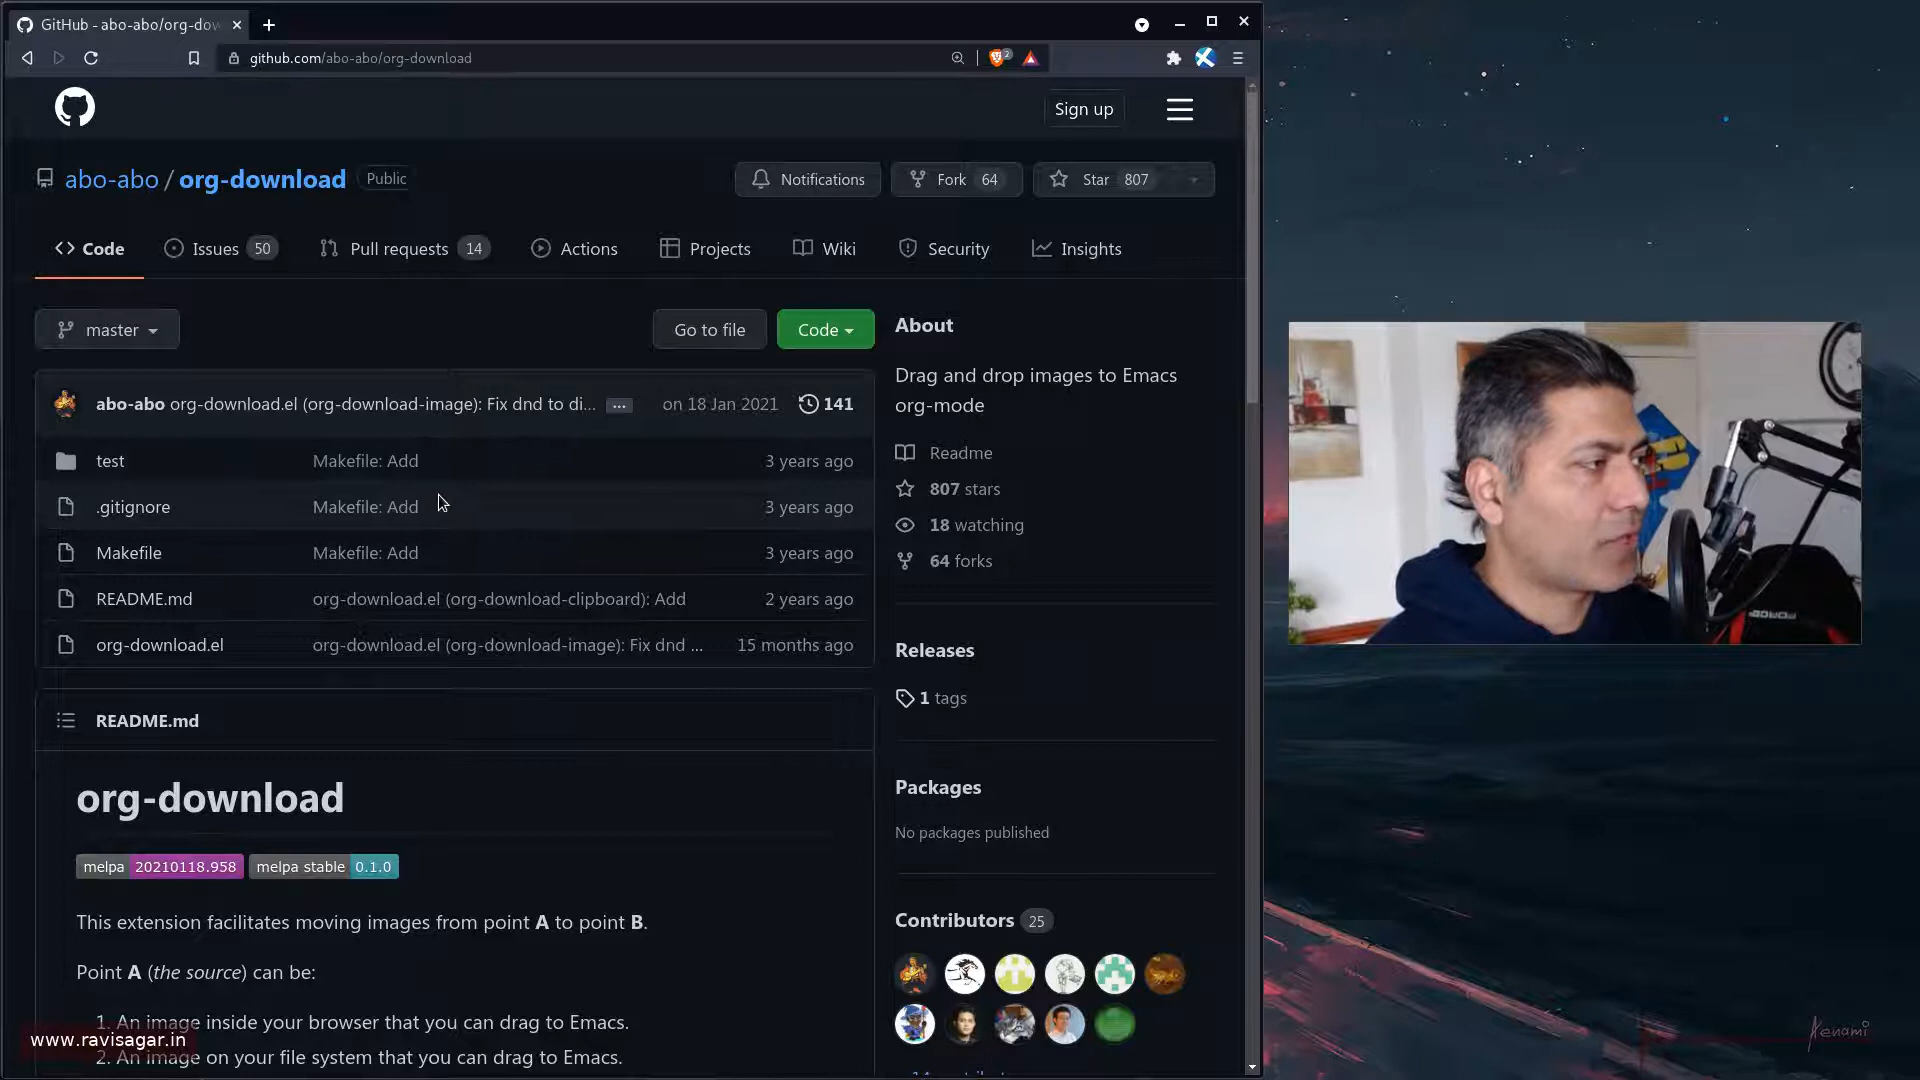 GitHub - abo-abo/org-dow
github.com/abo-abo/org-download
2
Sign up
abo-abo / org-download Public
Notifications
Fork 64
Star 807
Code
Issues 50
Pull requests 14
Actions
Projects
Wiki
Security
Insights
master
Go to file
Code
abo-abo org-download.el (org-download-image): Fix dnd to di... ... on 18 Jan 2021 141
test Makefile: Add 3 years ago
.gitignore Makefile: Add 3 years ago
Makefile Makefile: Add 3 years ago
README.md org-download.el (org-download-clipboard): Add 2 years ago
org-download.el org-download.el (org-download-image): Fix dnd ... 15 months ago
README.md
org-download
melpa 20210118.958 melpa stable 0.1.0
This extension facilitates moving images from point A to point B.
Point A (the source) can be:
1. An image inside your browser that you can drag to Emacs.
2. An image on your file system that you can drag to Emacs.
www.ravisagar.in
About
Drag and drop images to Emacs
org-mode
Readme
807 stars
18 watching
64 forks
Releases
1 tags
Packages
No packages published
Contributors 25
Xenami